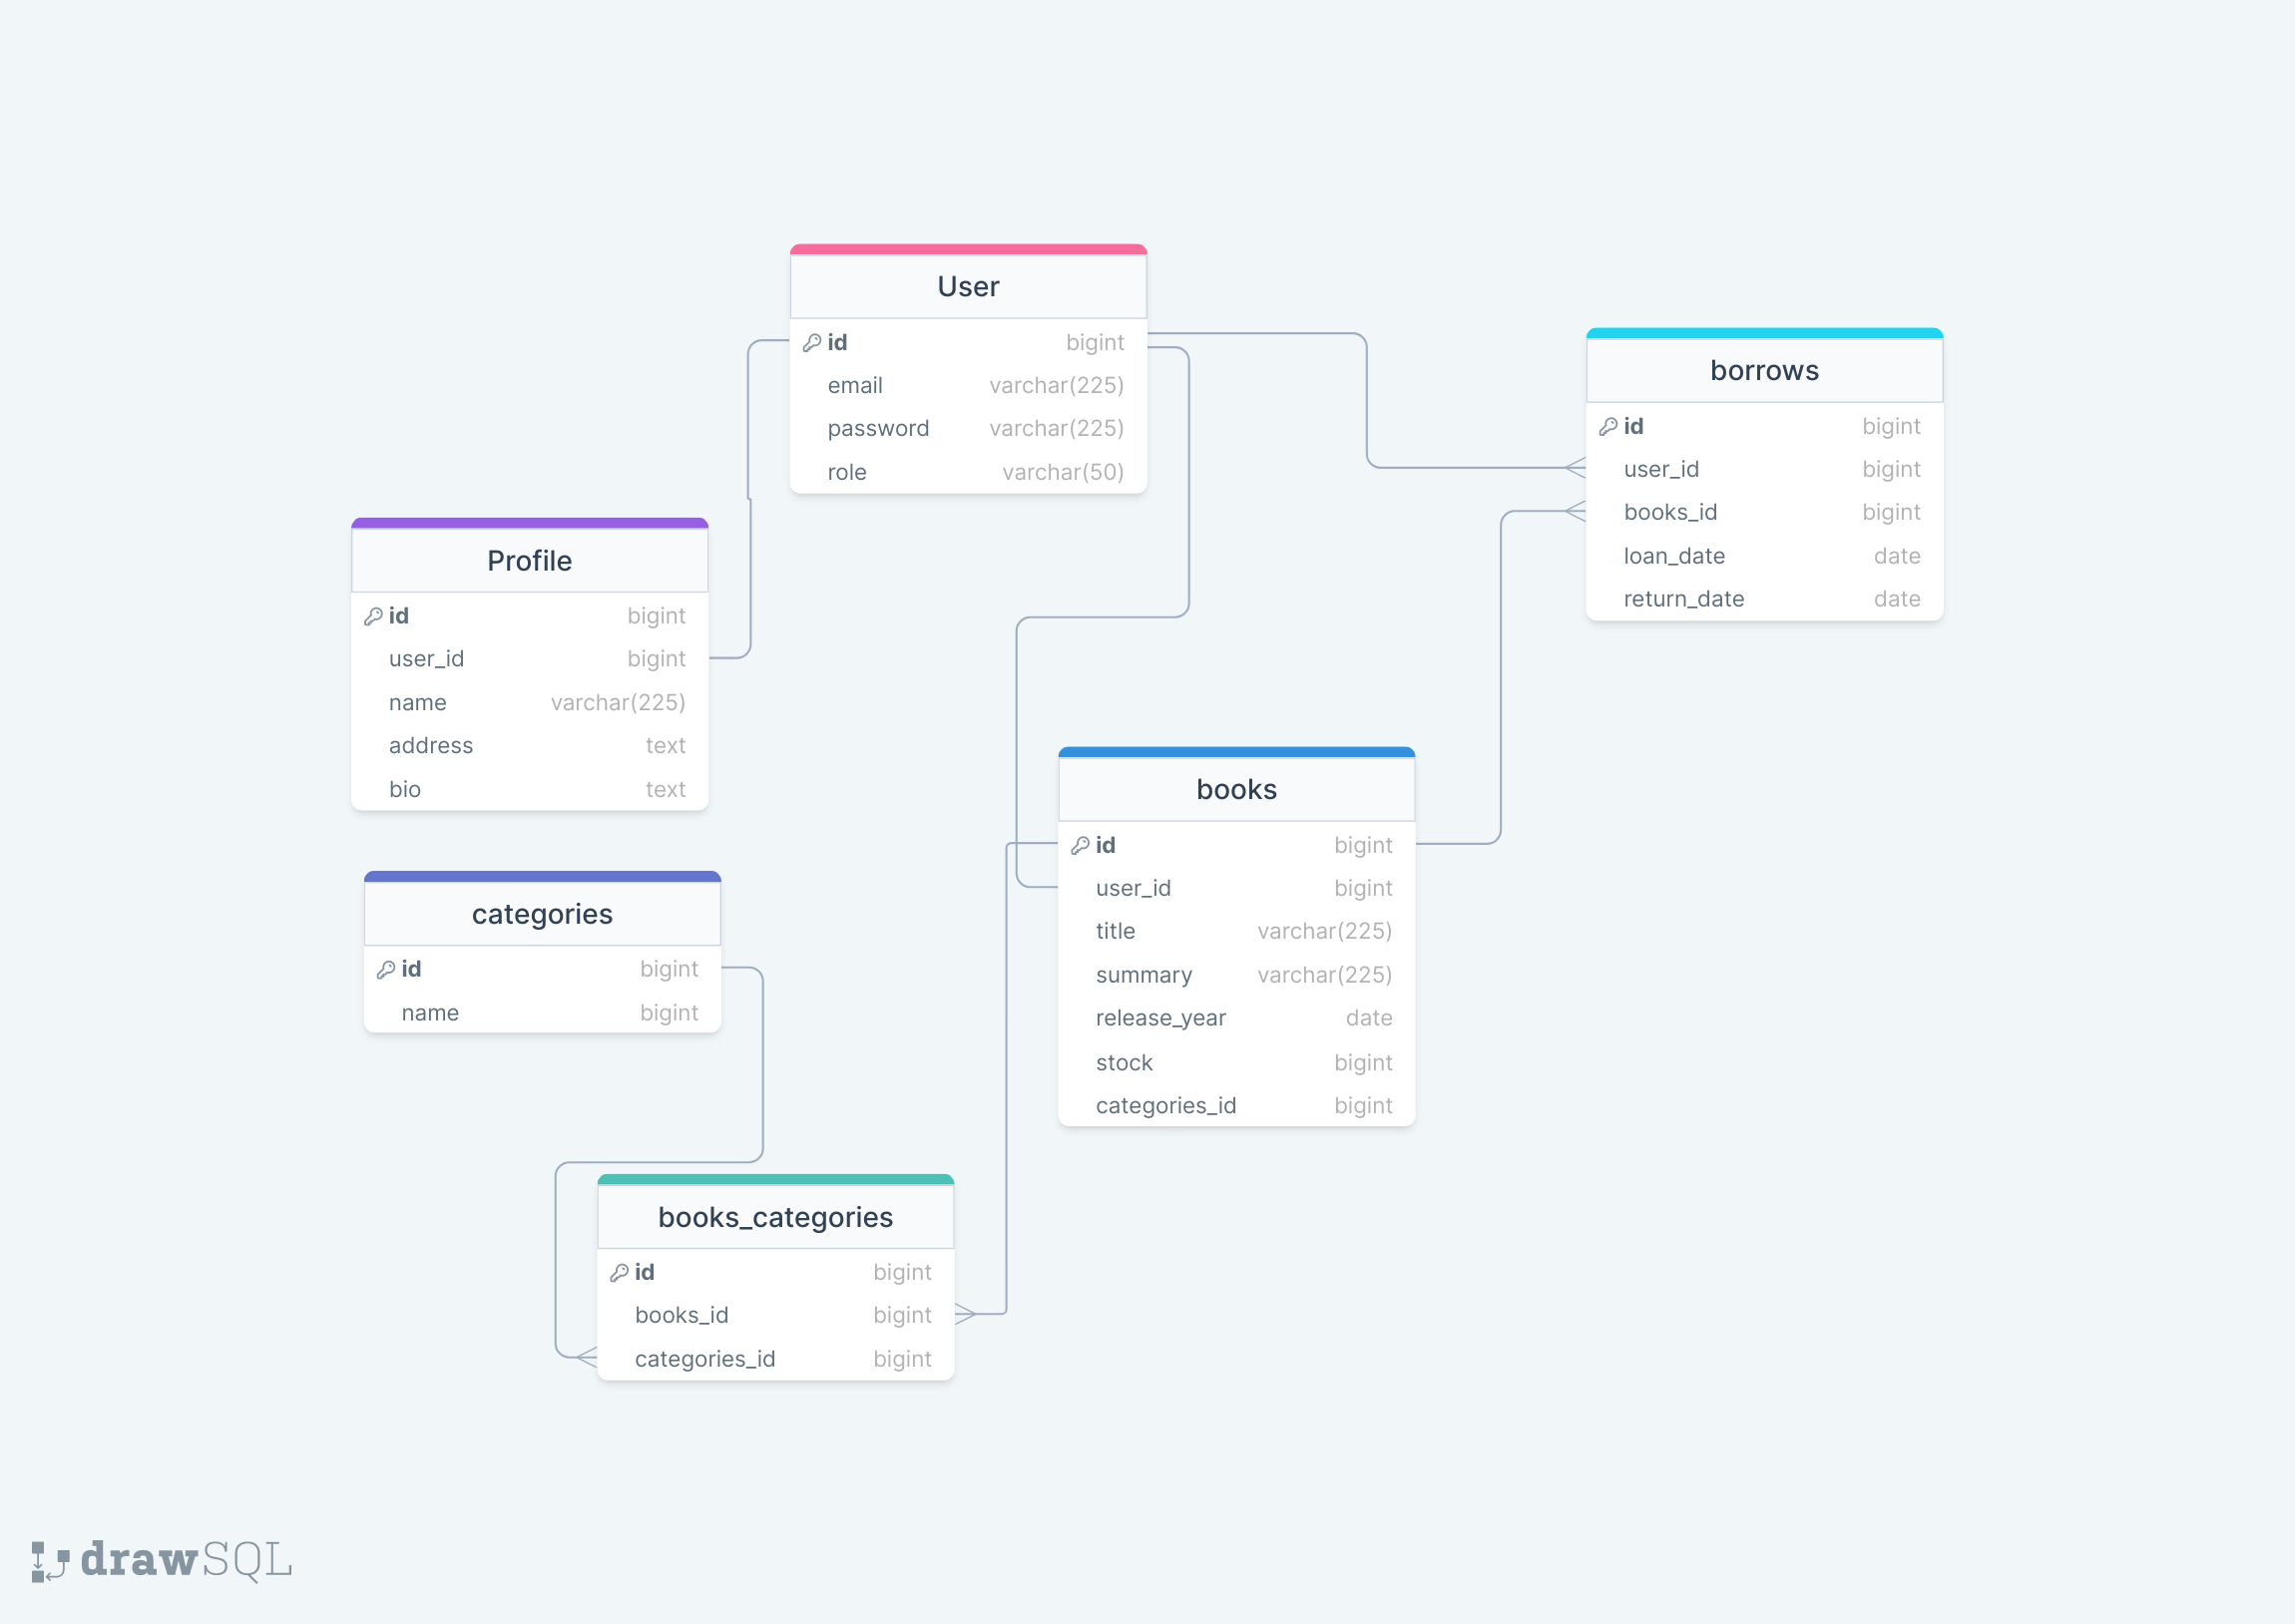 User
id bigint
email varchar(225)
password varchar(225)
role varchar(50)
borrows
id bigint
user_id bigint
books_id bigint
loan_date date
return_date date
Profile
id bigint
user_id bigint
name varchar(225)
address text
bio text
books
id bigint
user_id bigint
title varchar(225)
summary varchar(225)
release_year date
stock bigint
categories_id bigint
categories
id bigint
name bigint
books_categories
id bigint
books_id bigint
categories_id bigint
drawSQL